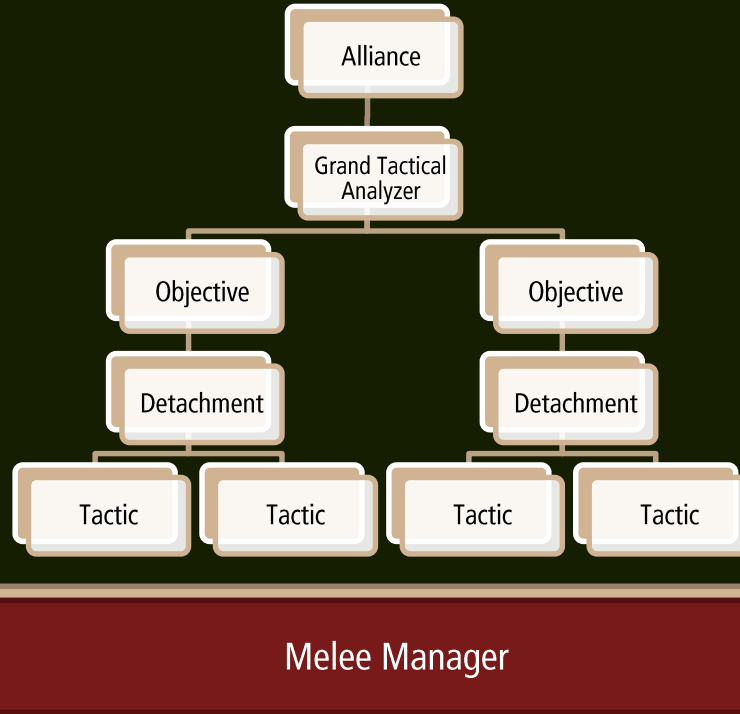 Alliance
Grand Tactical
Analyzer
Objective
Objective
Detachment
Detachment
Tactic
Tactic
Tactic
Tactic
Melee Manager